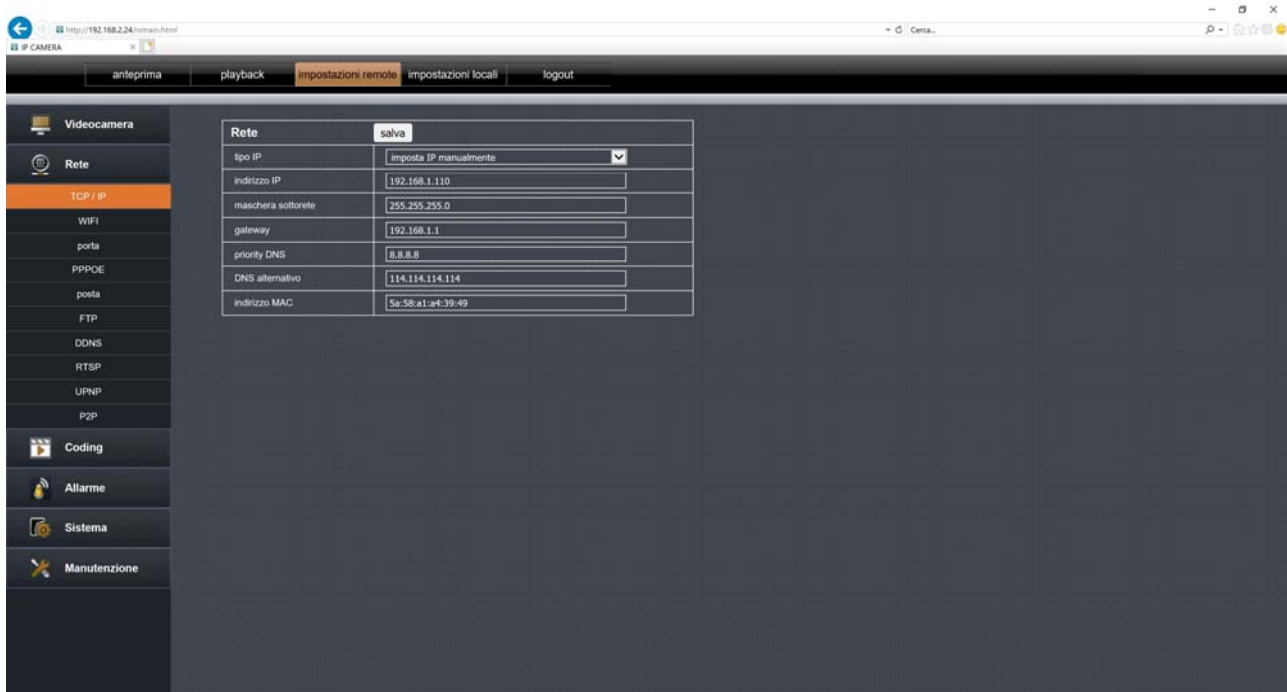 http://192.168.2.24/rsmain.html
Cerca...
IP CAMERA
anteprima playback impostazioni remote impostazioni locali logout
Videocamera
Rete
TCP / IP
WIFI
porta
PPPOE
posta
FTP
DDNS
RTSP
UPNP
P2P
Coding
Allarme
Sistema
Manutenzione
Rete salva
tipo IP imposta IP manualmente
indirizzo IP 192.168.1.110
maschera sottorete 255.255.255.0
gateway 192.168.1.1
priority DNS 8.8.8.8
DNS alternativo 114.114.114.114
indirizzo MAC 5a:58:a1:a4:39:49